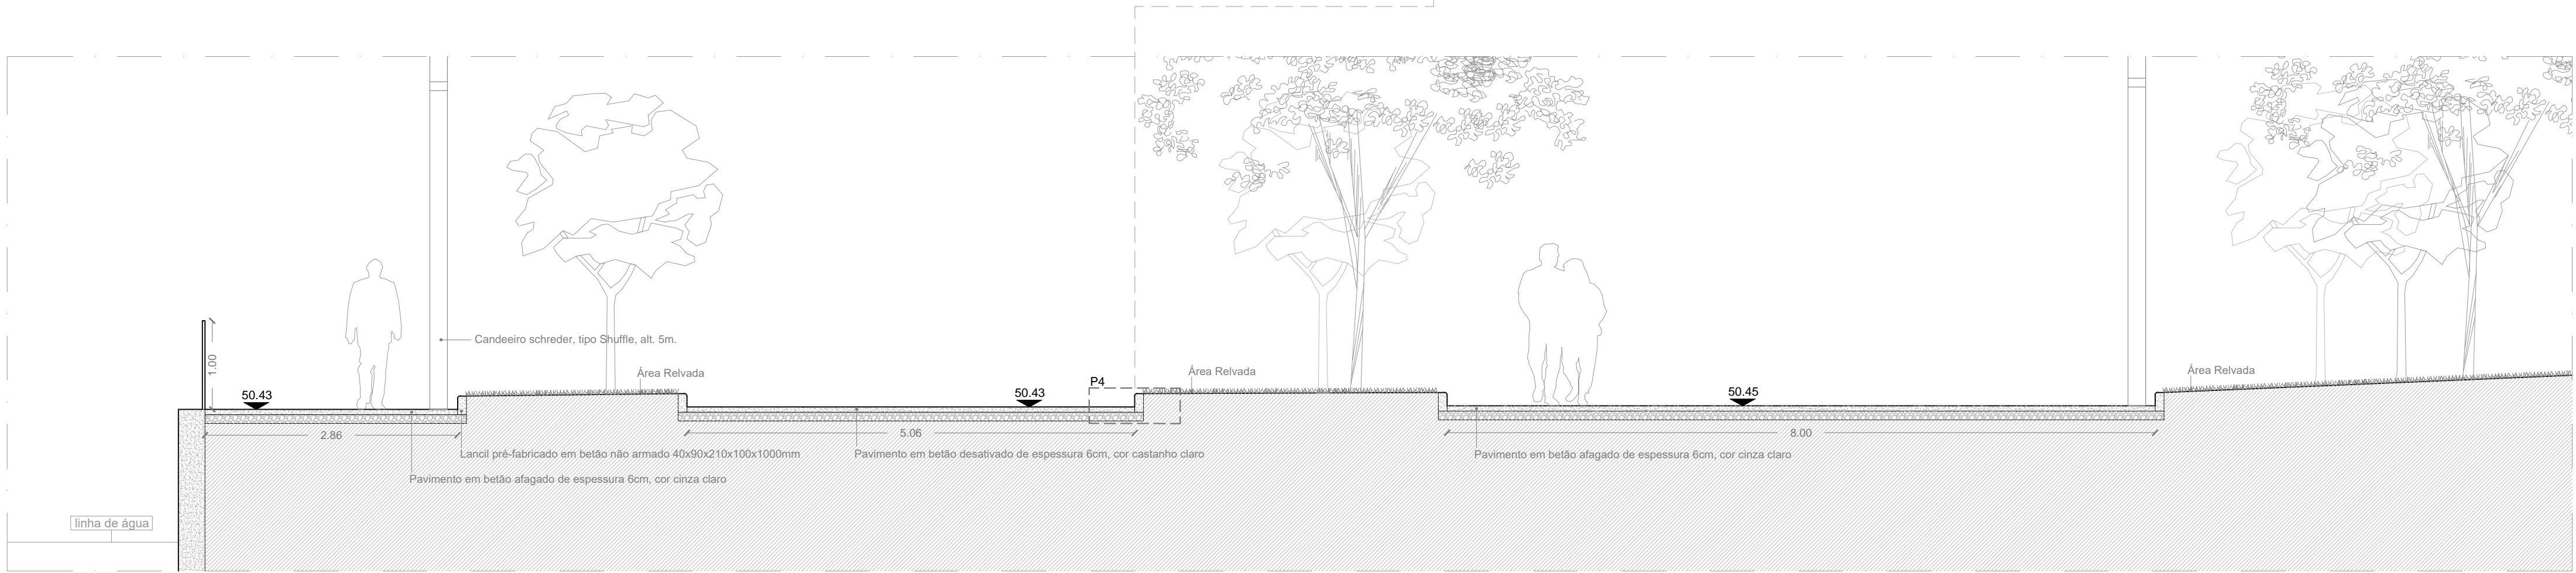 Candeeiro schreder, tipo Shuffle, alt. 5m.
1.00
Área Relvada
Área Relvada
Área Relvada
P4
50.43
50.43
50.45
2.86
5.06
8.00
Lancil pré-fabricado em betão não armado 40x90x210x100x1000mm
Pavimento em betão desativado de espessura 6cm, cor castanho claro
Pavimento em betão afagado de espessura 6cm, cor cinza claro
Pavimento em betão afagado de espessura 6cm, cor cinza claro
linha de água